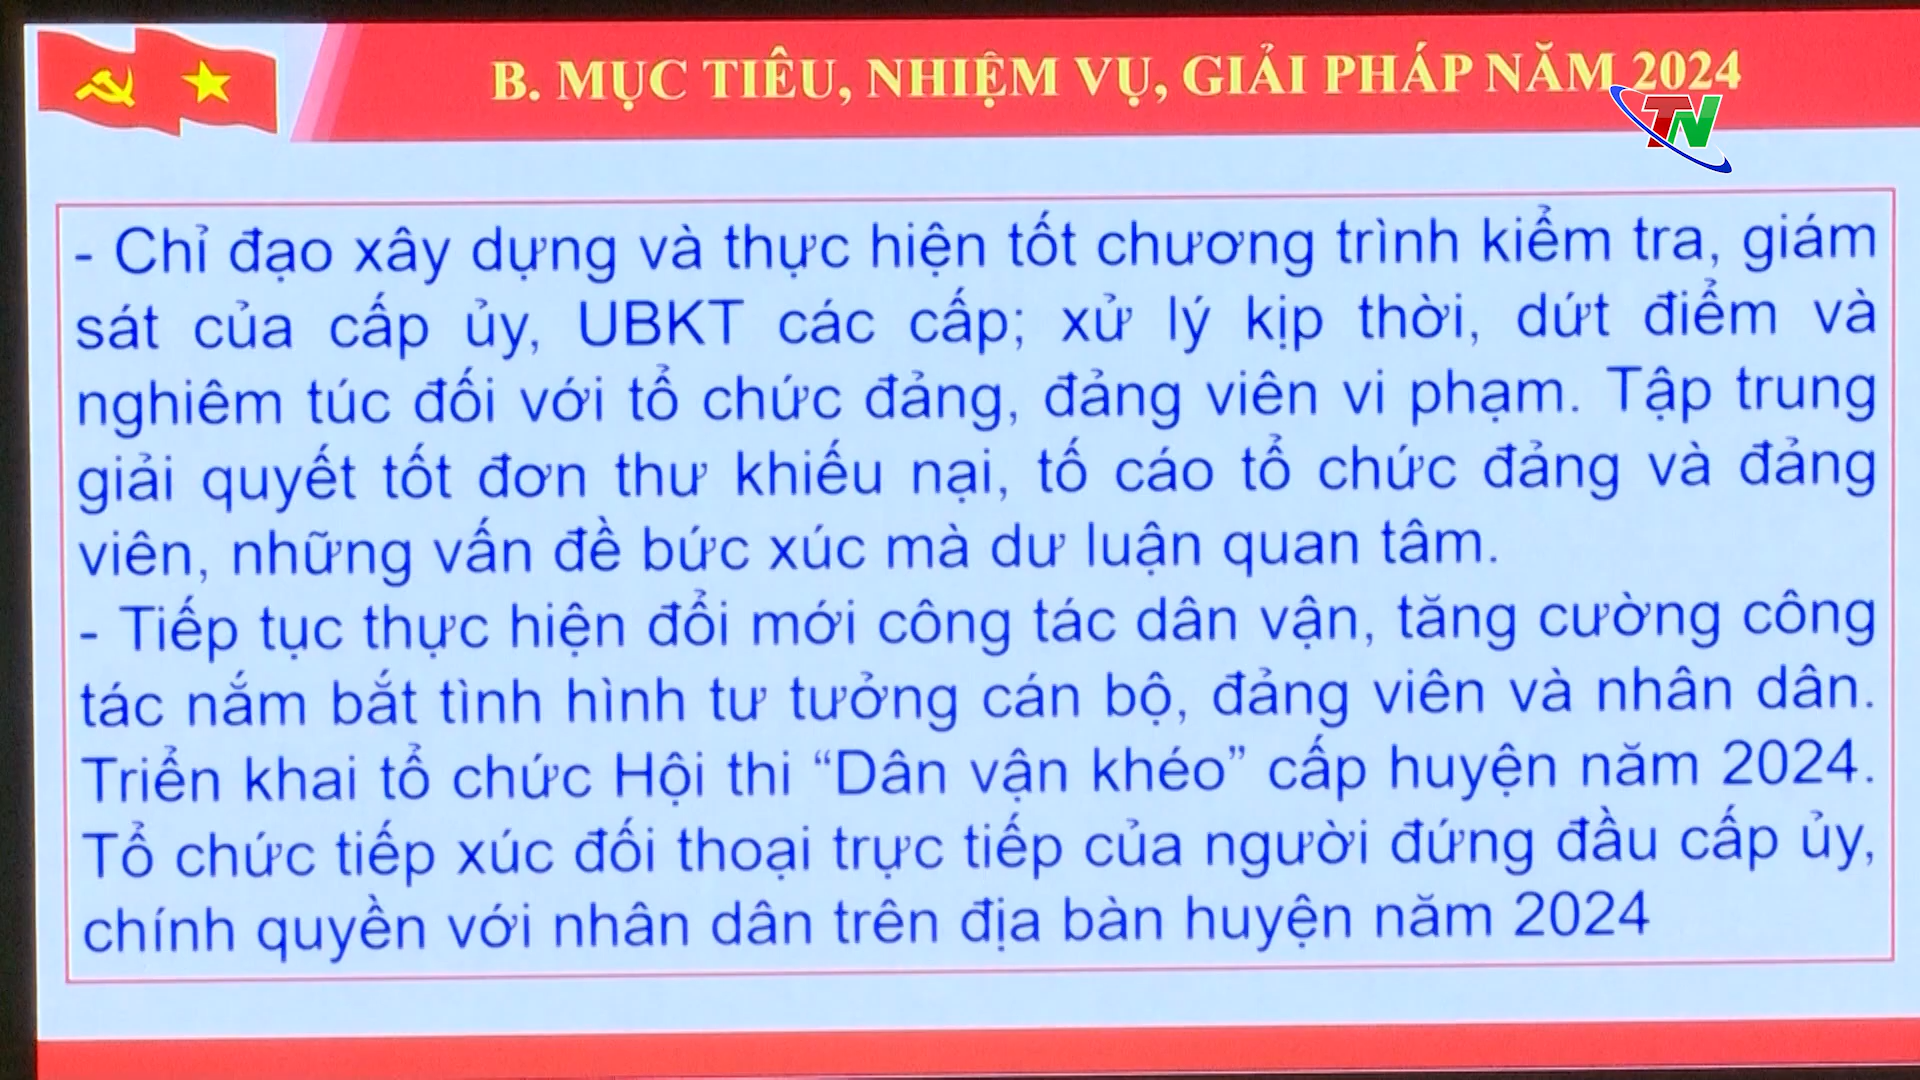 B. MỤC TIÊU, NHIỆM VỤ, GIẢI PHÁP NĂM 2024
TN
- Chỉ đạo xây dựng và thực hiện tốt chương trình kiểm tra, giám
sát của cấp ủy, UBKT các cấp; xử lý kịp thời, dứt điểm và
nghiêm túc đối với tổ chức đảng, đảng viên vi phạm. Tập trung
giải quyết tốt đơn thư khiếu nại, tố cáo tổ chức đảng và đảng
viên, những vấn đề bức xúc mà dư luận quan tâm.
- Tiếp tục thực hiện đổi mới công tác dân vận, tăng cường công
tác nắm bắt tình hình tư tưởng cán bộ, đảng viên và nhân dân.
Triển khai tổ chức Hội thi “Dân vận khéo” cấp huyện năm 2024.
Tổ chức tiếp xúc đối thoại trực tiếp của người đứng đầu cấp ủy,
chính quyền với nhân dân trên địa bàn huyện năm 2024